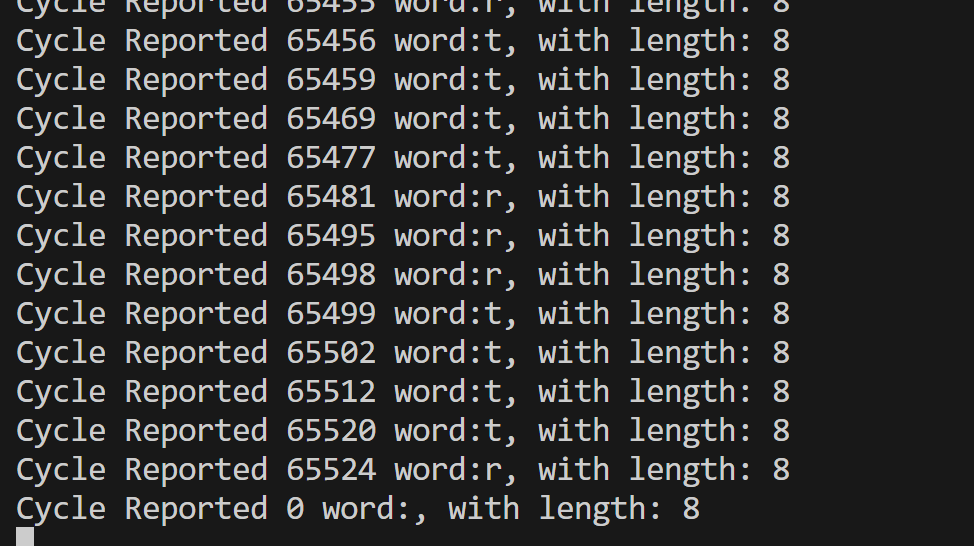 Cycle Reported 65455 word:r, with length: 8
Cycle Reported 65456 word:t, with length: 8
Cycle Reported 65459 word:t, with length: 8
Cycle Reported 65469 word:t, with length: 8
Cycle Reported 65477 word:t, with length: 8
Cycle Reported 65481 word:r, with length: 8
Cycle Reported 65495 word:r, with length: 8
Cycle Reported 65498 word:r, with length: 8
Cycle Reported 65499 word:t, with length: 8
Cycle Reported 65502 word:t, with length: 8
Cycle Reported 65512 word:t, with length: 8
Cycle Reported 65520 word:t, with length: 8
Cycle Reported 65524 word:r, with length: 8
Cycle Reported 0 word:, with length: 8